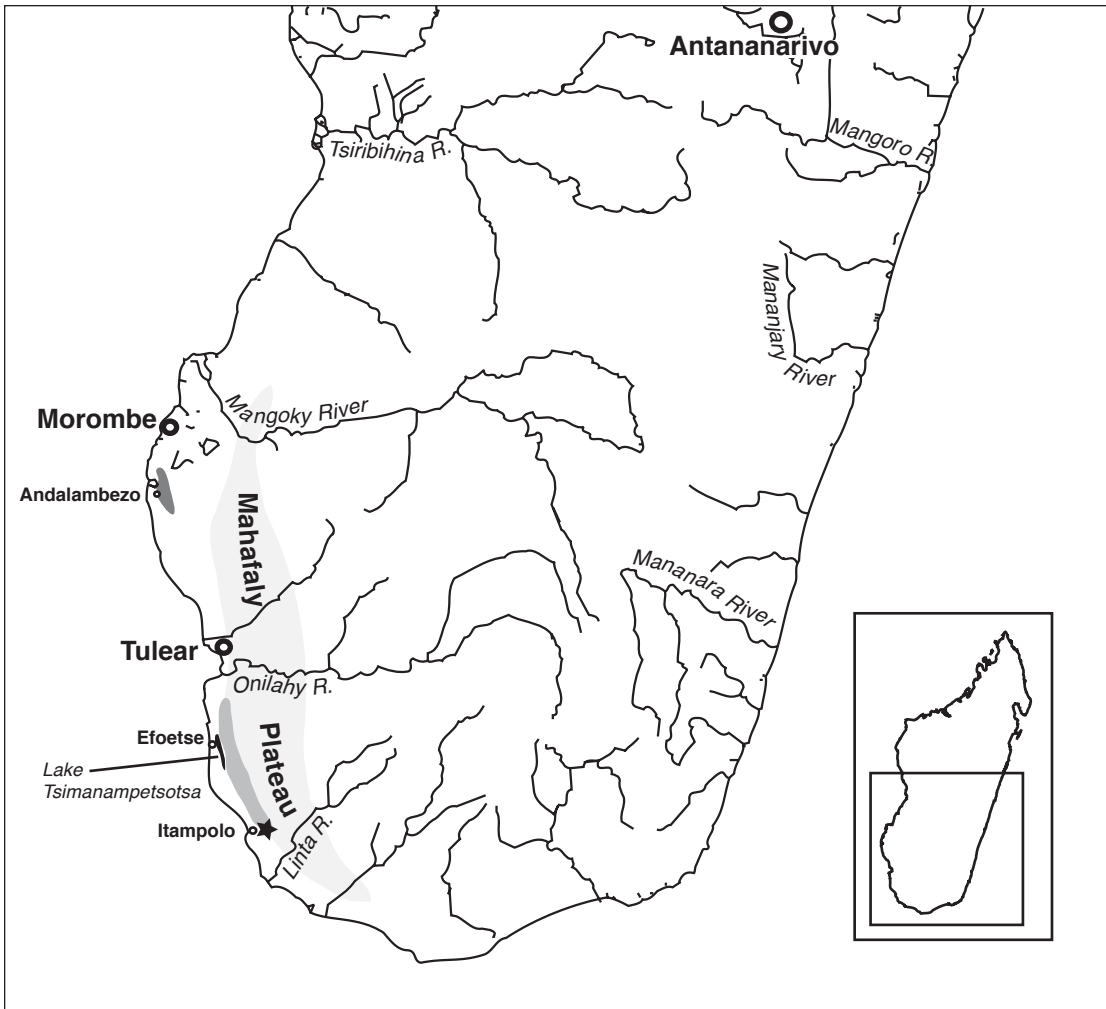 Antananarivo
Mangoro R.
Tsiribihina R.
Mananjary River
Mangoky River
Morombe
Andalambezo
Mahafaly
Mananara River
Tulear
Onilahy R.
Plateau
Efoetse
Lake
Tsimanampetsotsa
Itampolo
Linta R.